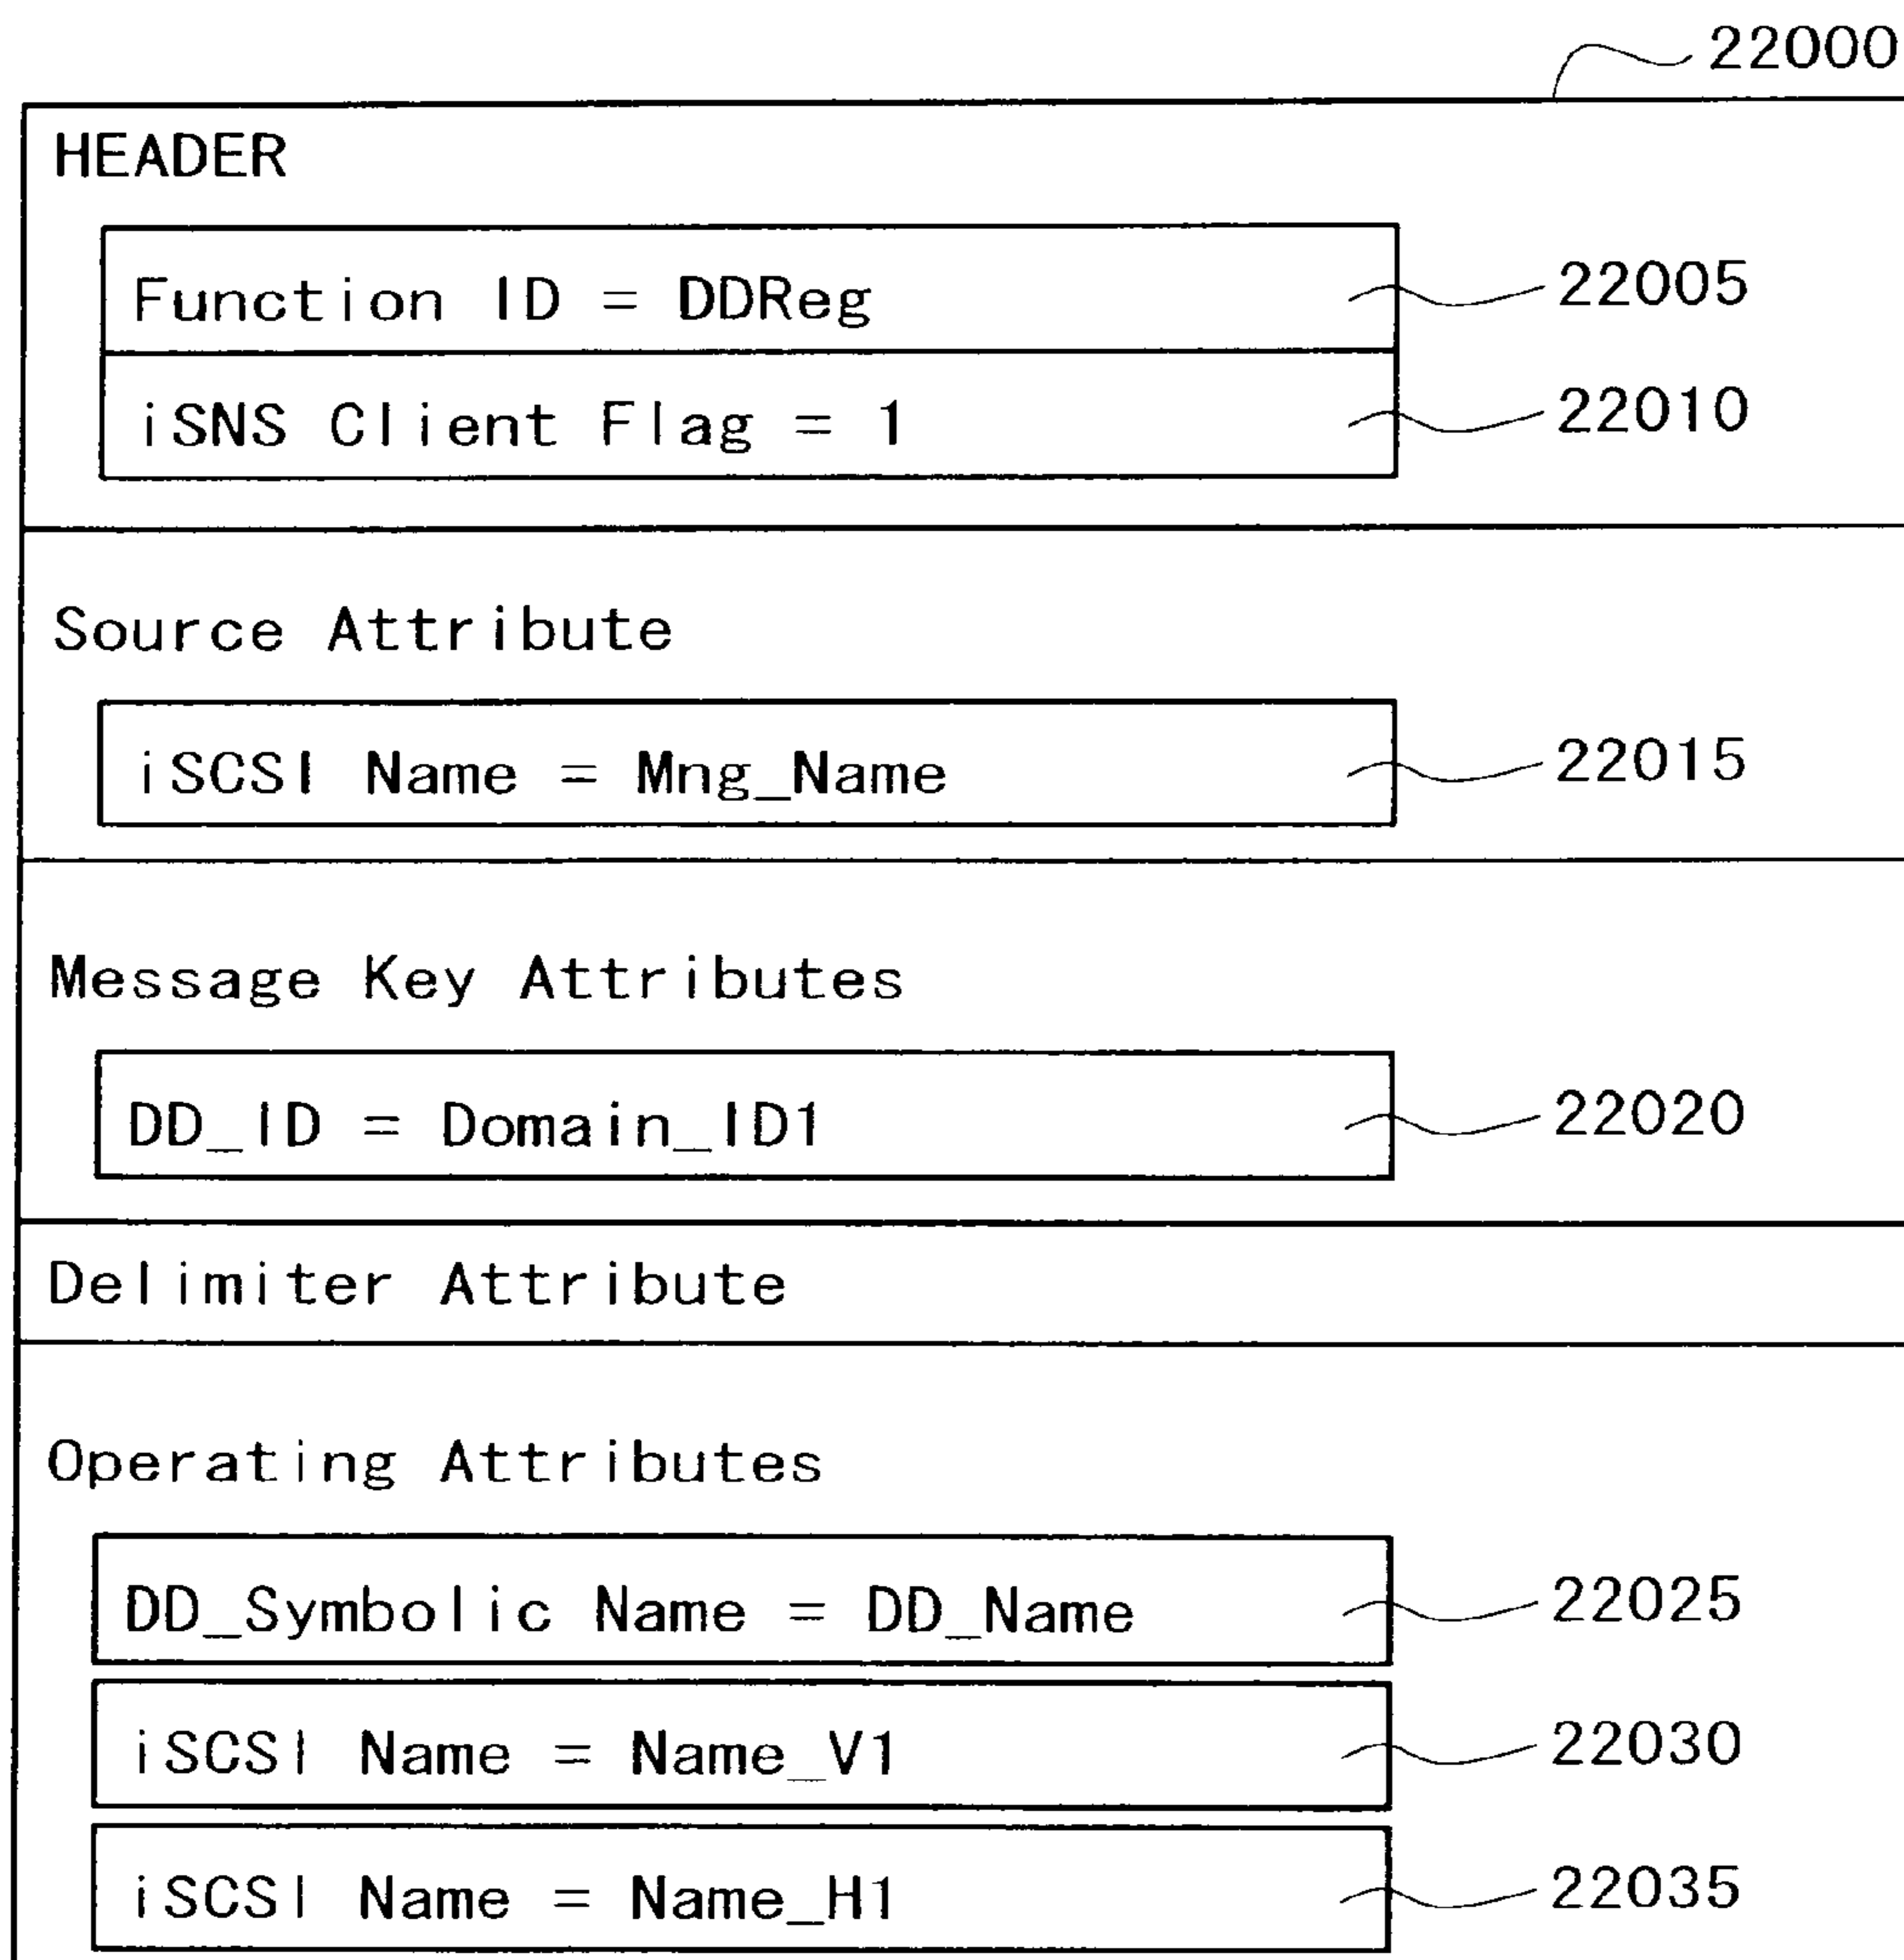 22000
HEADER
Function ID = DDReg 22005
iSNS Client Flag = 1 22010
Source Attribute
iSCSI Name = Mng_Name 22015
Message Key Attributes
DD_ID = Domain_ID1 22020
Delimiter Attribute
Operating Attributes
DD_Symbolic Name = DD_Name 22025
iSCSI Name = Name_V1 22030
iSCSI Name = Name_H1 22035